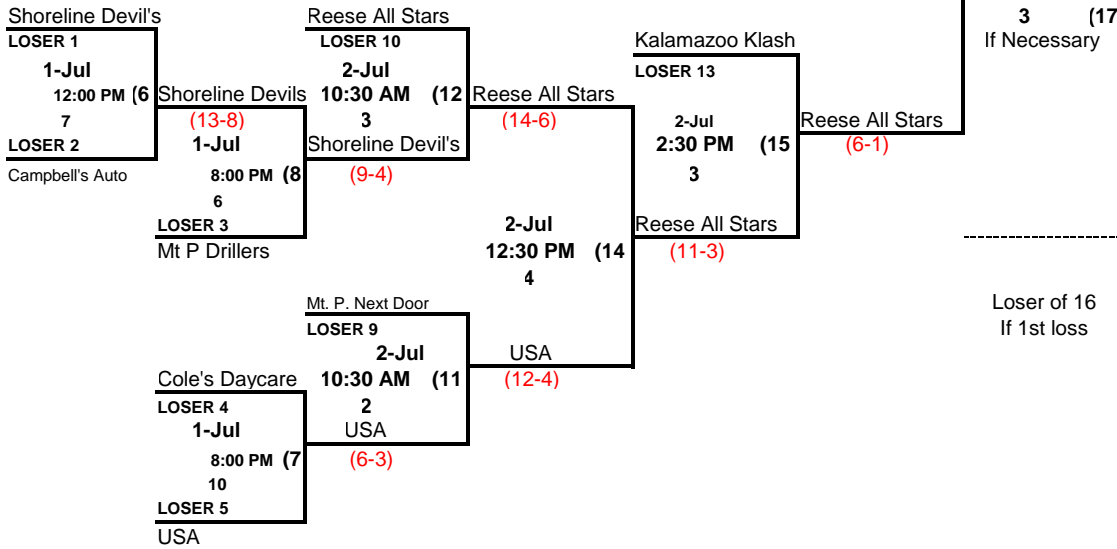 Shoreline Devil's
LOSER 1
1-Jul
12:00 PM (6
7
LOSER 2
Campbell's Auto
Shoreline Devils
(13-8)
1-Jul
8:00 PM (8
6
LOSER 3
Mt P Drillers
Reese All Stars
LOSER 10
2-Jul
10:30 AM (12
3
Shoreline Devil's
(9-4)
Reese All Stars
(14-6)
2-Jul
12:30 PM (14
4
Mt. P. Next Door
LOSER 9
2-Jul
10:30 AM (11
2
USA
(6-3)
Cole's Daycare
LOSER 4
1-Jul
8:00 PM (7
10
LOSER 5
USA
USA
(12-4)
Kalamazoo Klash
LOSER 13
2-Jul
2:30 PM (15
3
Reese All Stars
(11-3)
Reese All Stars
(6-1)
3 (17
If Necessary
Loser of 16
If 1st loss